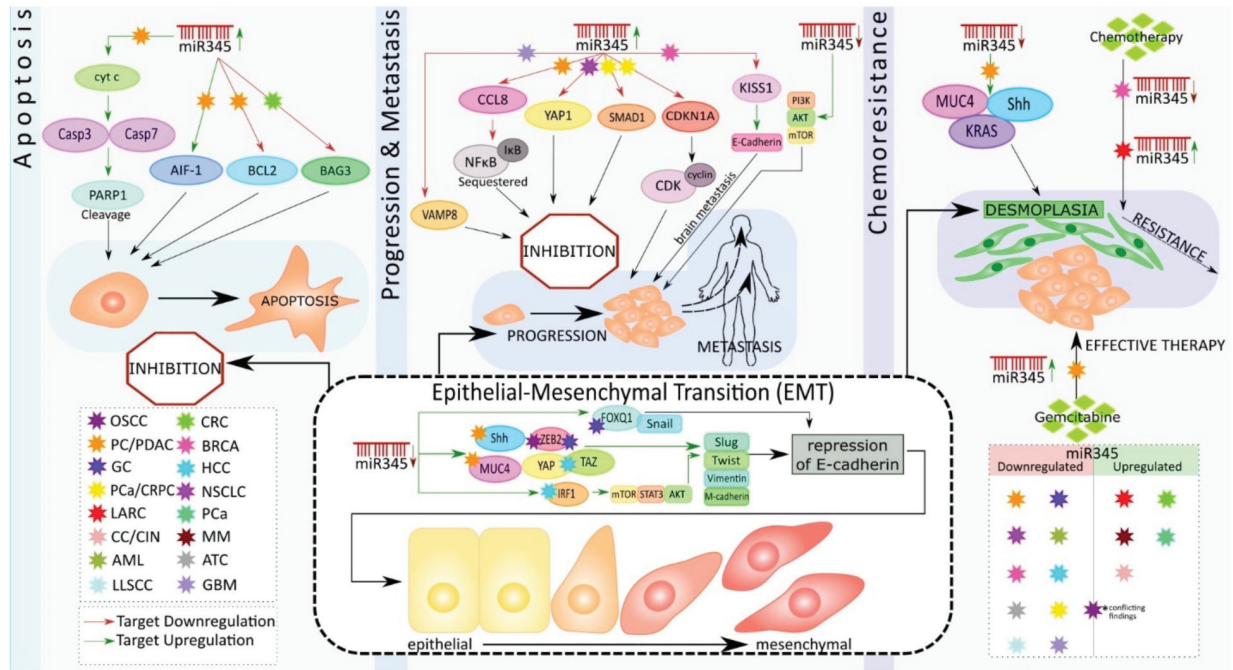 Apoptosis
miR345
cyt c
Casp3
Casp7
PARP1
Cleavage
AIF-1
BCL2
BAG3
APOPTOSIS
INHIBITION
OSCC
PC/PDAC
GC
PCa/CRPC
LARC
CC/CIN
AML
LLSCC
CRC
BRCA
HCC
NSCLC
PCa
MM
ATC
GBM
Target Downregulation
Target Upregulation
Progression & Metastasis
miR345
miR345
CCL8
YAP1
SMAD1
CDKN1A
KISS1
PI3K
AKT
mTOR
E-Cadherin
NFκB
IκB
Sequestered
CDK
cyclin
VAMP8
brain metastasis
INHIBITION
PROGRESSION
METASTASIS
Epithelial-Mesenchymal Transition (EMT)
miR345
Shh
ZEB2
MUC4
YAP
TAZ
FOXQ1
Snail
IRF1
mTOR
STAT3
AKT
Slug
Twist
Vimentin
M-cadherin
repression
of E-cadherin
epithelial
mesenchymal
Chemoresistance
miR345
MUC4
Shh
KRAS
Chemotherapy
miR345
miR345
DESMOPLASIA
RESISTANCE
miR345
EFFECTIVE THERAPY
Gemcitabine
miR345
Downregulated
Upregulated
*conflicting
findings